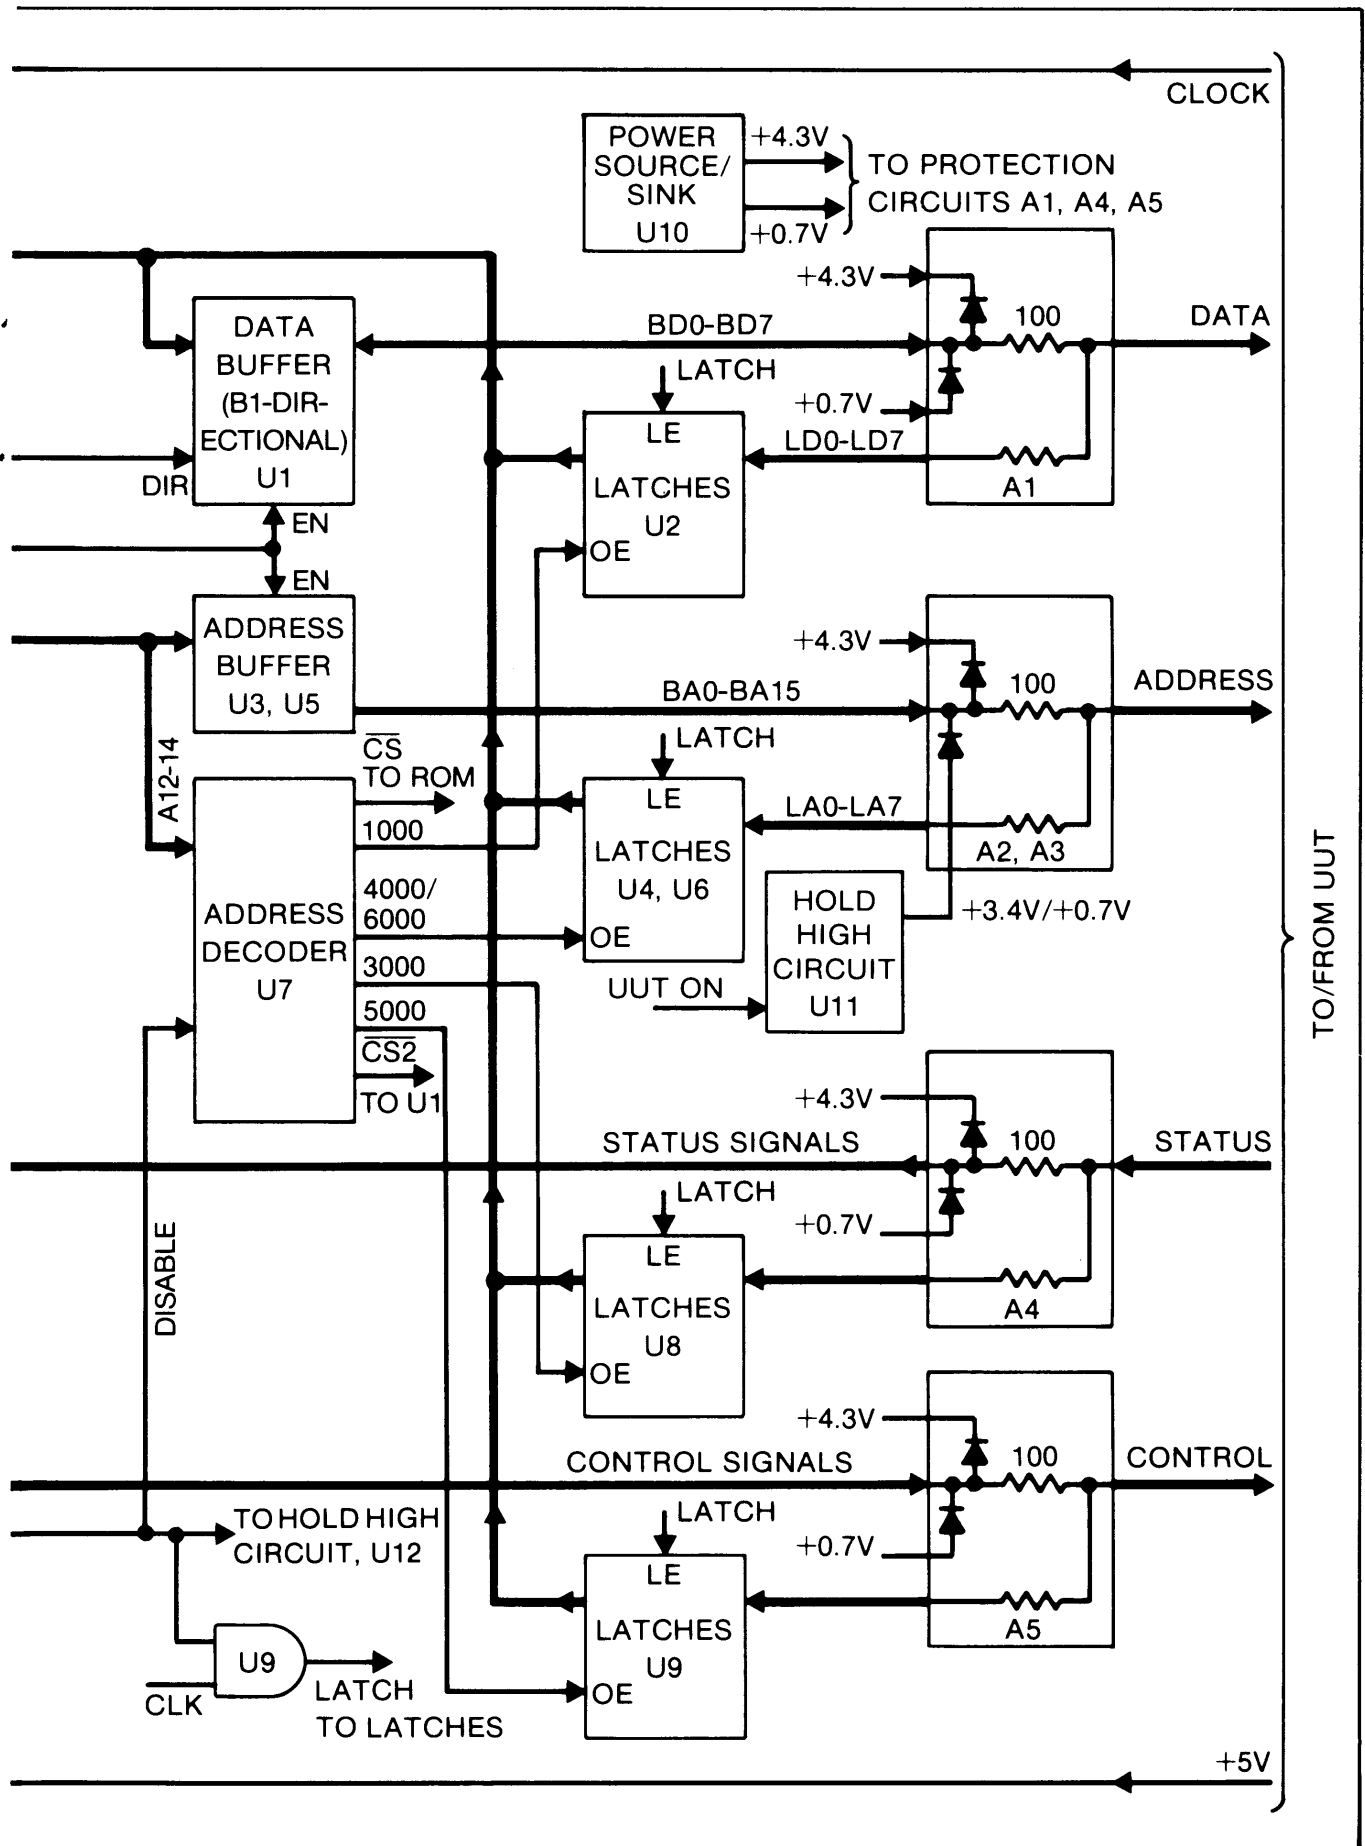 CLOCK
POWER
SOURCE/
SINK
U10
+4.3V
+0.7V
TO PROTECTION
CIRCUITS A1, A4, A5
+4.3V
100
DATA
DATA
BUFFER
(B1-DIR-
ECTIONAL)
U1
BD0-BD7
LATCH
+0.7V
LE
LD0-LD7
LATCHES
U2
A1
DIR
EN
OE
EN
ADDRESS
BUFFER
U3, U5
+4.3V
100
ADDRESS
BA0-BA15
LATCH
A12-14
CS
TO ROM
1000
LE
LA0-LA7
LATCHES
U4, U6
A2, A3
4000/
6000
ADDRESS
DECODER
U7
OE
HOLD
HIGH
CIRCUIT
U11
+3.4V/+0.7V
3000
UUT ON
5000
CS2
TO U1
TO/FROM UUT
+4.3V
100
STATUS SIGNALS
STATUS
LATCH
+0.7V
DISABLE
LE
LATCHES
U8
A4
OE
+4.3V
100
CONTROL SIGNALS
CONTROL
LATCH
+0.7V
TO HOLD HIGH
CIRCUIT, U12
LE
LATCHES
U9
A5
U9
CLK
LATCH
TO LATCHES
OE
+5V